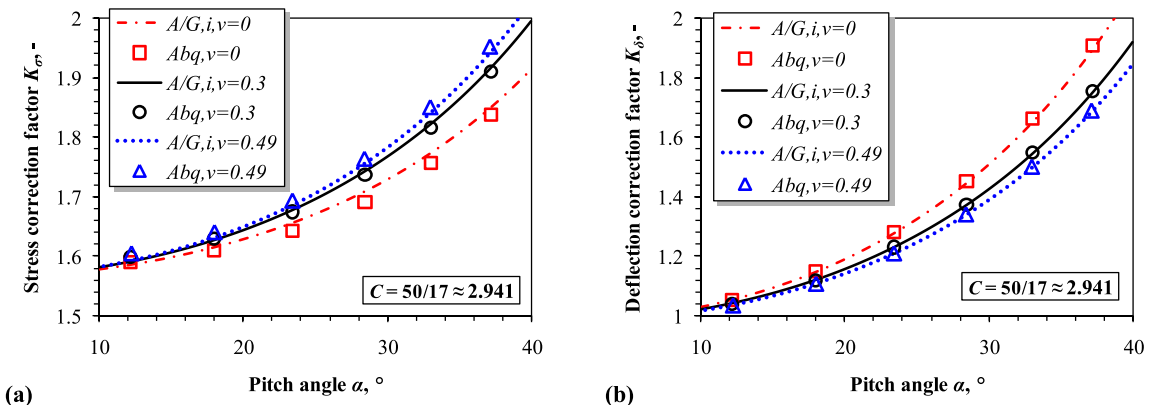 Stress correction factor Kσ,-
2
1.9
1.8
1.7
1.6
1.5
A/G,i,ν=0
Abq,ν=0
A/G,i,ν=0.3
Abq,ν=0.3
A/G,i,ν=0.49
Abq,ν=0.49
C = 50/17 ≈ 2.941
10 20 30 40
Pitch angle α, °
(a)
Deflection correction factor Kδ,-
2
1.8
1.6
1.4
1.2
1
A/G,i,ν=0
Abq,ν=0
A/G,i,ν=0.3
Abq,ν=0.3
A/G,i,ν=0.49
Abq,ν=0.49
C = 50/17 ≈ 2.941
10 20 30 40
Pitch angle α, °
(b)